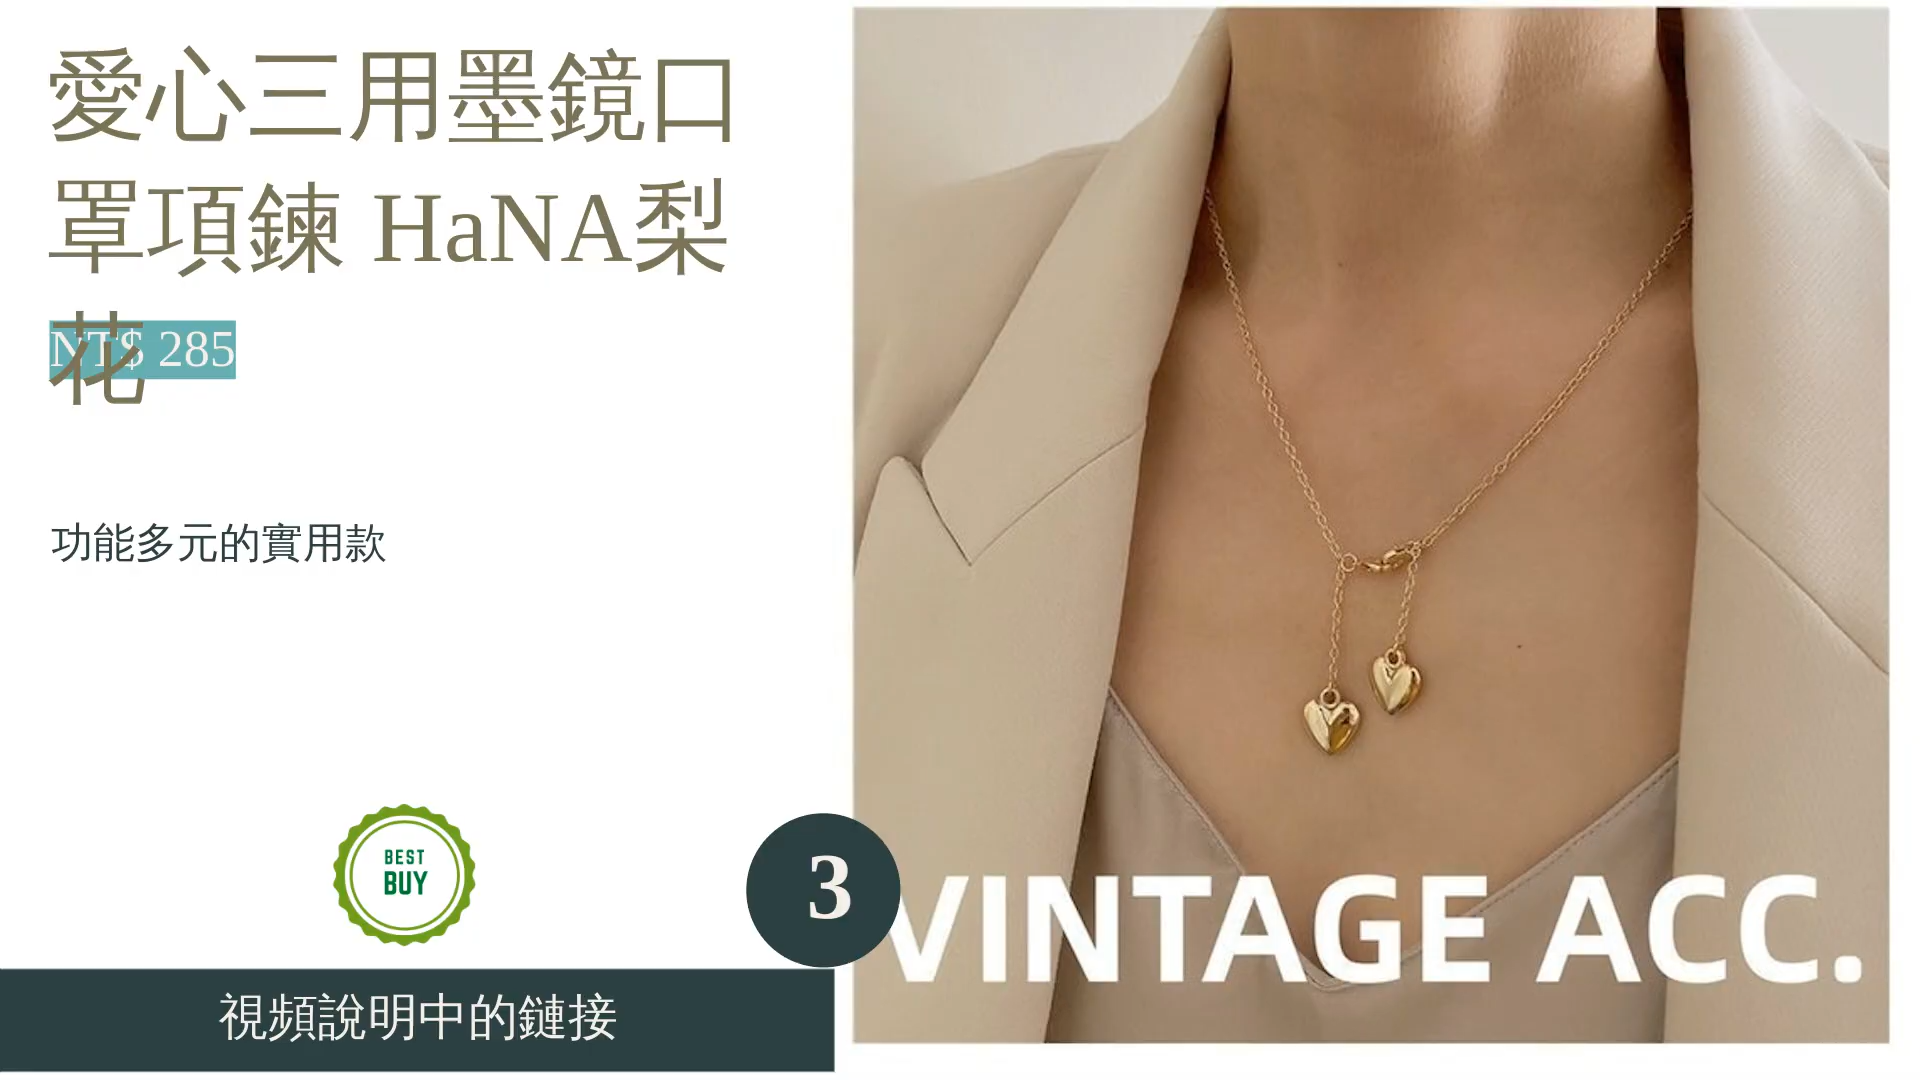 愛心三用墨鏡口
罩項鍊 HaNA梨
花
NT$ 285
功能多元的實用款
BEST
BUY
3
VINTAGE ACC.
視頻說明中的鏈接